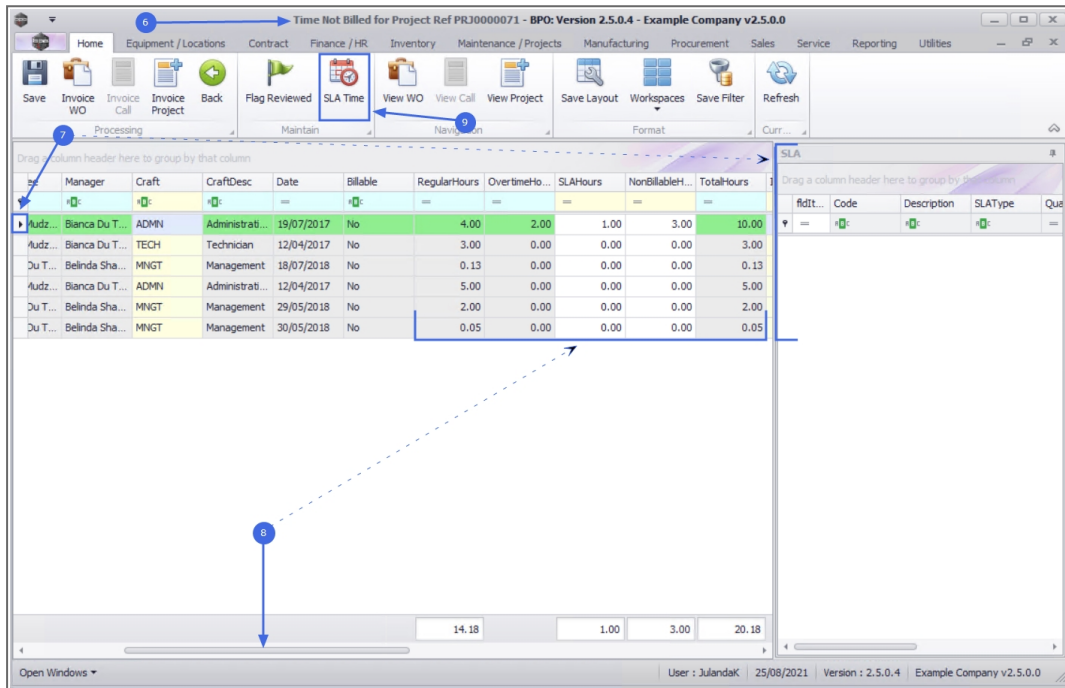 6
Time Not Billed for Project Ref PRJ0000071 - BPO: Version 2.5.0.4 - Example Company v2.5.0.0
Home Equipment / Locations Contract Finance / HR Inventory Maintenance / Projects Manufacturing Procurement Sales Service Reporting Utilities
Save Invoice WO Invoice Call Invoice Project Back Flag Reviewed SLA Time View WO View Call View Project Save Layout Workspaces Save Filter Refresh
7 9
Processing Maintain Navigation Format Curr...
Drag a column header here to group by that column
SLA
Manager Craft CraftDesc Date Billable RegularHours OvertimeHo... SLAHours NonBillableH... TotalHours
Drag a column header here to group by that column
fldIt... Code Description SLAType Qua
Mudz... Bianca Du T... ADMN Administrati... 19/07/2017 No 4.00 2.00 1.00 3.00 10.00
Mudz... Bianca Du T... TECH Technician 12/04/2017 No 3.00 0.00 0.00 0.00 3.00
Du T... Belinda Sha... MNGT Management 18/07/2018 No 0.13 0.00 0.00 0.00 0.13
Mudz... Bianca Du T... ADMN Administrati... 12/04/2017 No 5.00 0.00 0.00 0.00 5.00
Du T... Belinda Sha... MNGT Management 29/05/2018 No 2.00 0.00 0.00 0.00 2.00
Du T... Belinda Sha... MNGT Management 30/05/2018 No 0.05 0.00 0.00 0.00 0.05
8
14.18 1.00 3.00 20.18
Open Windows User : JulandaK 25/08/2021 Version : 2.5.0.4 Example Company v2.5.0.0